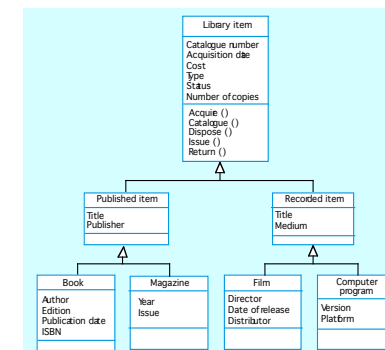 Library item
Catalogue number
Acquisition date
Cost
Type
Status
Number of copies
Acquire ()
Catalogue ()
Dispose ()
Issue ()
Return ()
Published item
Title
Publisher
Recorded item
Title
Medium
Book
Author
Edition
Publication date
ISBN
Magazine
Year
Issue
Film
Director
Date of release
Distributor
Computer
program
Version
Platform